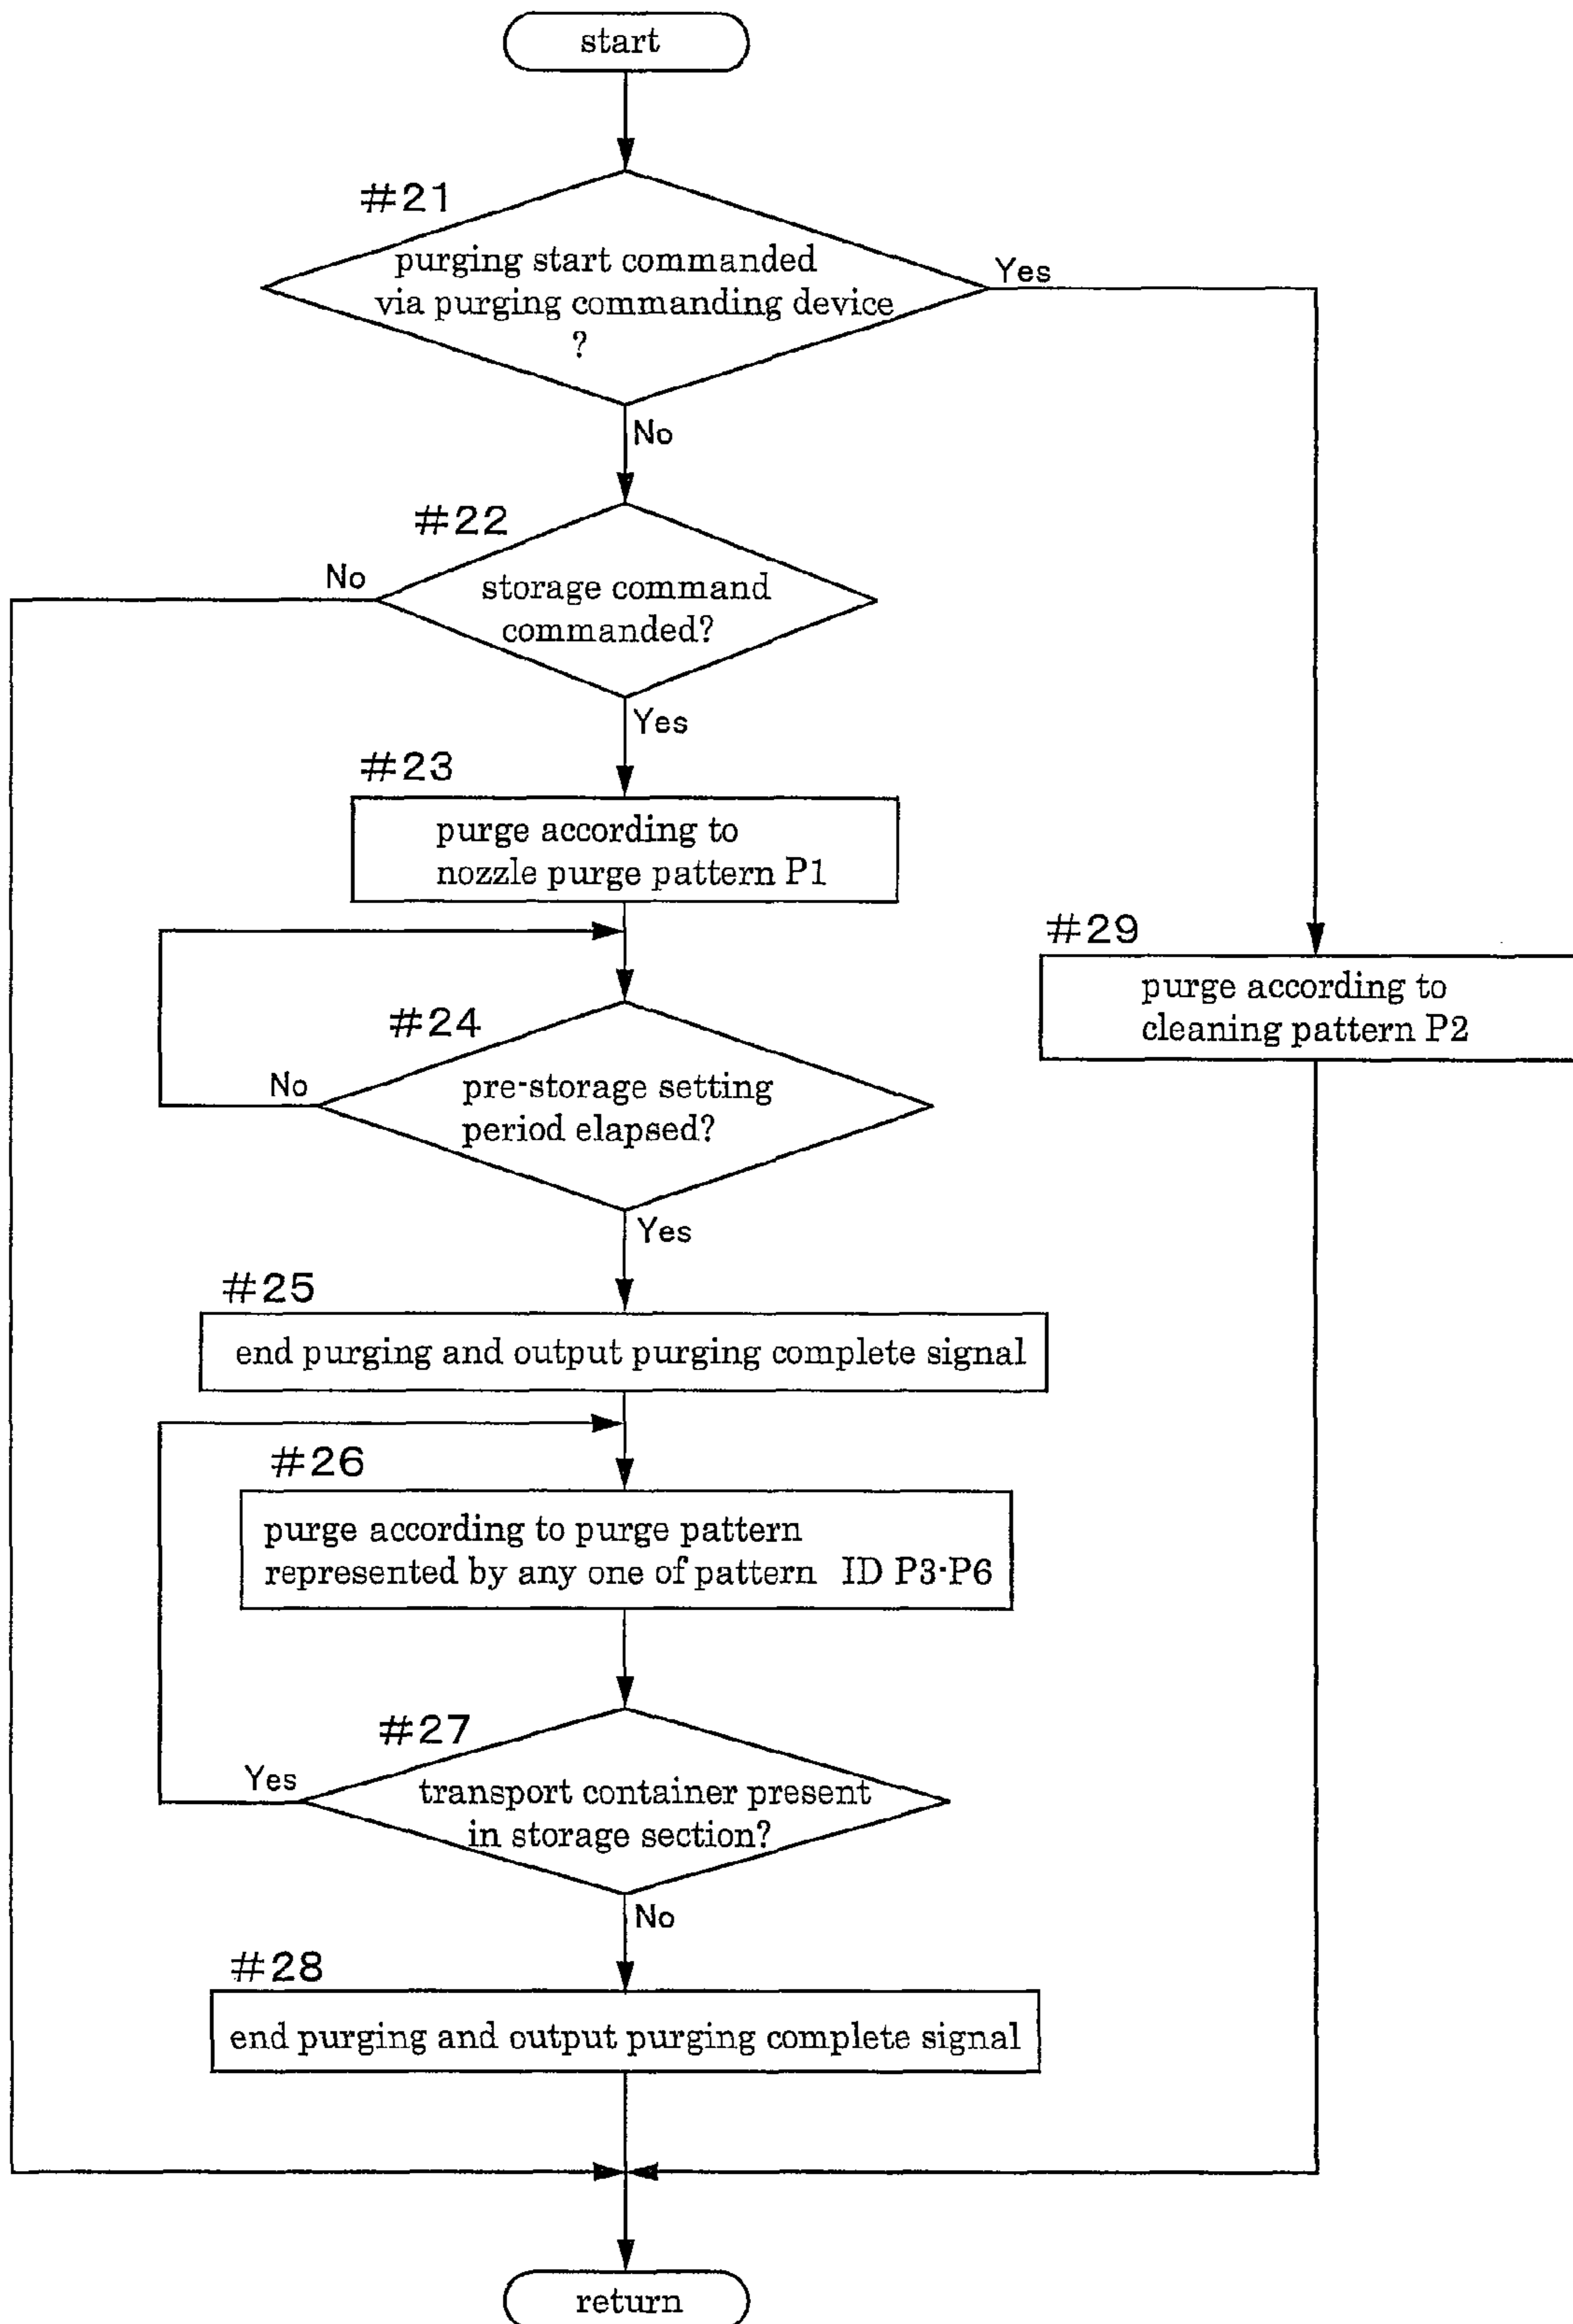 start
#21
purging start commanded
via purging commanding device
?
Yes
No
#22
No
storage command
commanded?
Yes
#23
purge according to
nozzle purge pattern P1
#29
purge according to
cleaning pattern P2
#24
No
pre-storage setting
period elapsed?
Yes
#25
end purging and output purging complete signal
#26
purge according to purge pattern
represented by any one of pattern ID P3-P6
#27
Yes
transport container present
in storage section?
No
#28
end purging and output purging complete signal
return